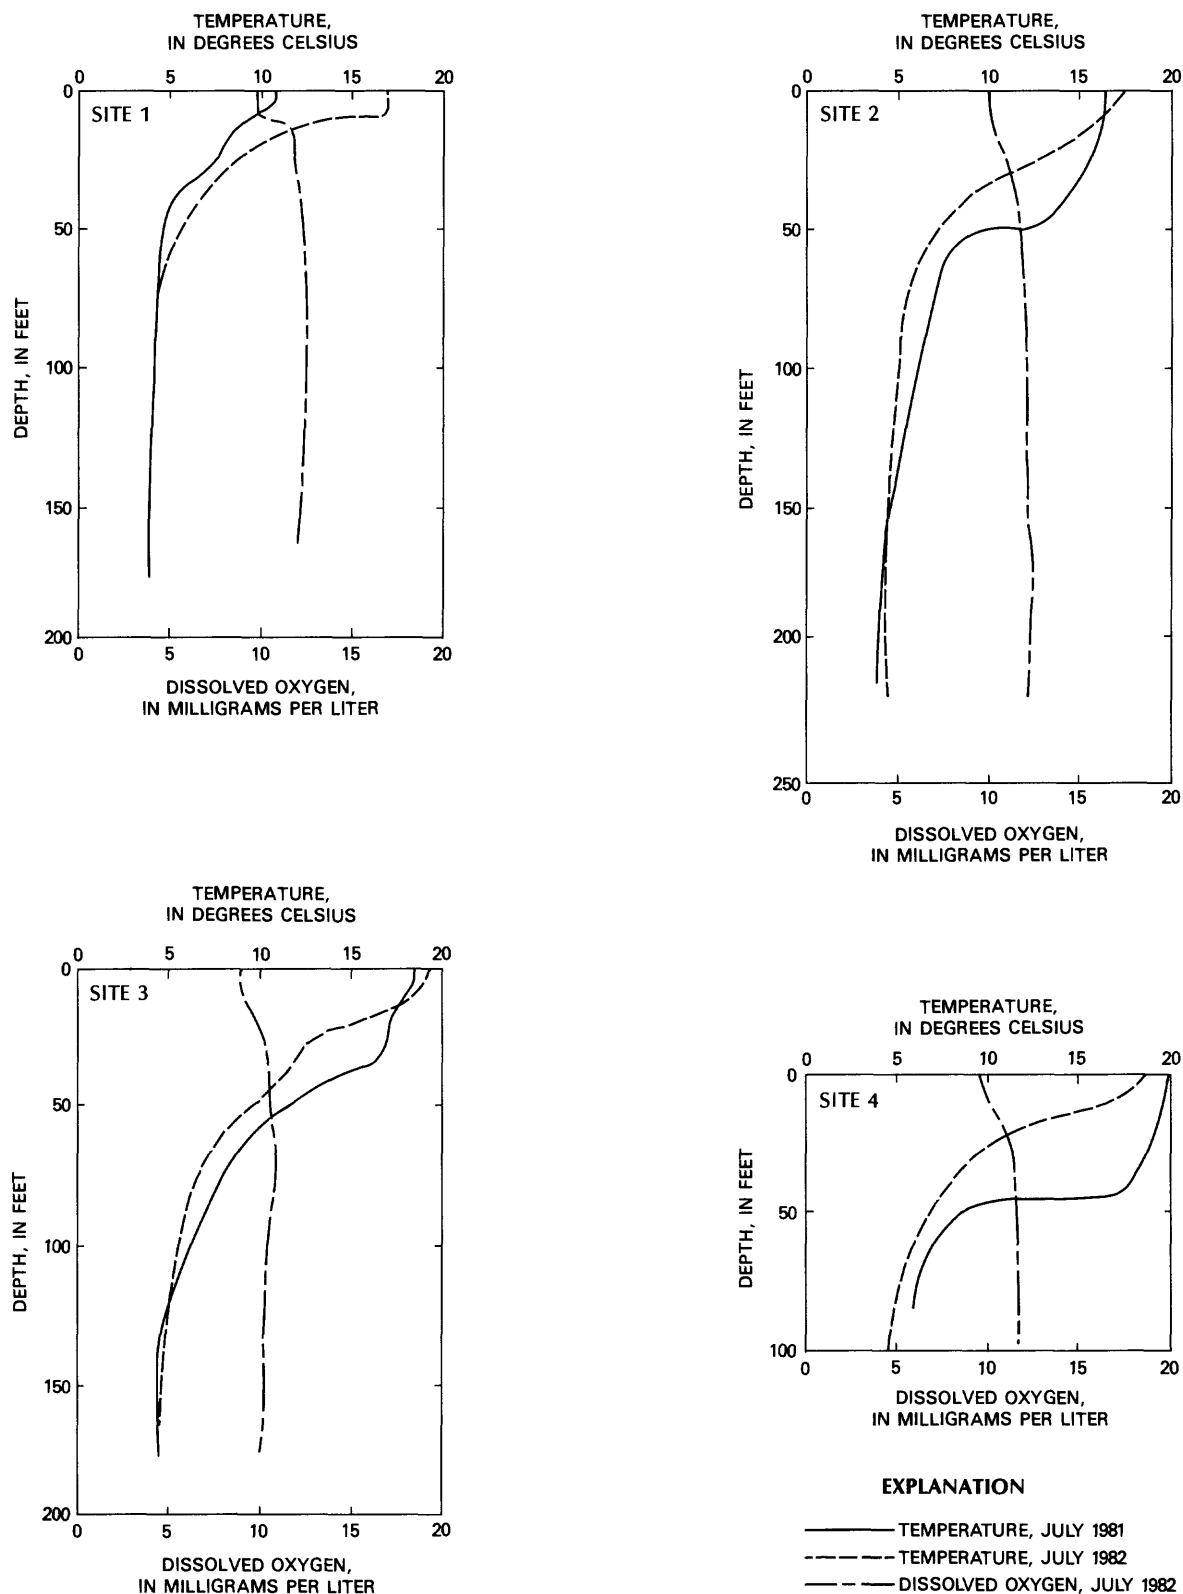 TEMPERATURE,
IN DEGREES CELSIUS
0 5 10 15 20
0
SITE 1
50
100
150
200
DEPTH, IN FEET
0 5 10 15 20
DISSOLVED OXYGEN,
IN MILLIGRAMS PER LITER
TEMPERATURE,
IN DEGREES CELSIUS
0 5 10 15 20
0
SITE 2
50
100
150
200
250
DEPTH, IN FEET
0 5 10 15 20
DISSOLVED OXYGEN,
IN MILLIGRAMS PER LITER
TEMPERATURE,
IN DEGREES CELSIUS
0 5 10 15 20
0
SITE 3
50
100
150
200
DEPTH, IN FEET
0 5 10 15 20
DISSOLVED OXYGEN,
IN MILLIGRAMS PER LITER
TEMPERATURE,
IN DEGREES CELSIUS
0 5 10 15 20
0
SITE 4
50
100
DEPTH, IN FEET
0 5 10 15 20
DISSOLVED OXYGEN,
IN MILLIGRAMS PER LITER
EXPLANATION
TEMPERATURE, JULY 1981
TEMPERATURE, JULY 1982
DISSOLVED OXYGEN, JULY 1982